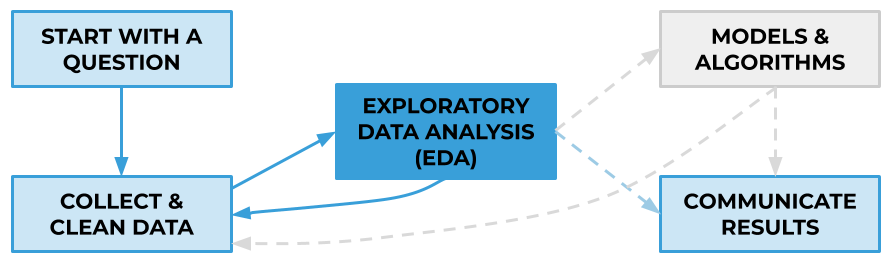 START WITH A
QUESTION
MODELS &
ALGORITHMS
EXPLORATORY
DATA ANALYSIS
(EDA)
COLLECT &
CLEAN DATA
COMMUNICATE
RESULTS